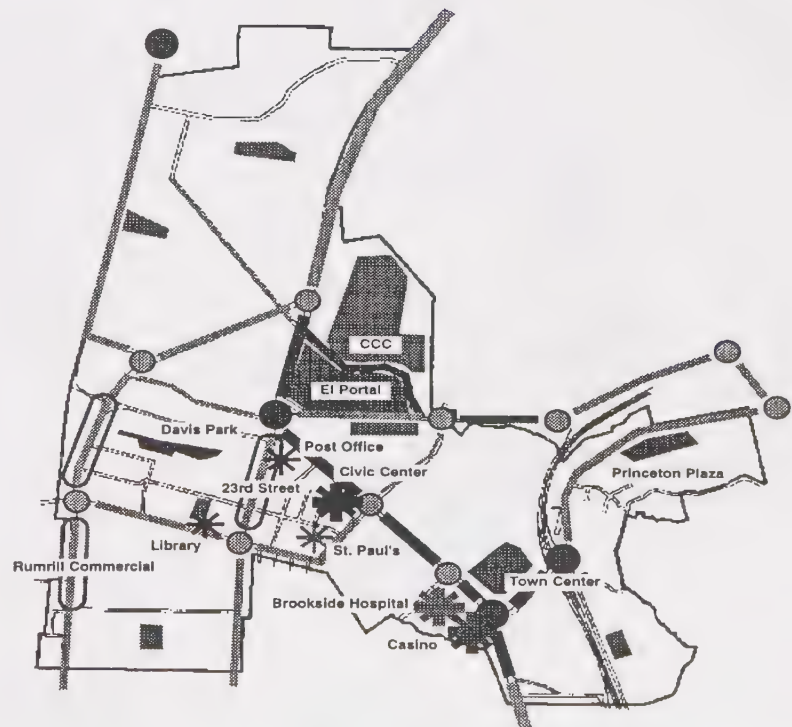 CCC
El Portal
Davis Park
Post Office
Civic Center
23rd Street
Princeton Plaza
Library
St. Paul's
Rumrill Commercial
Town Center
Brookside Hospital
Casino